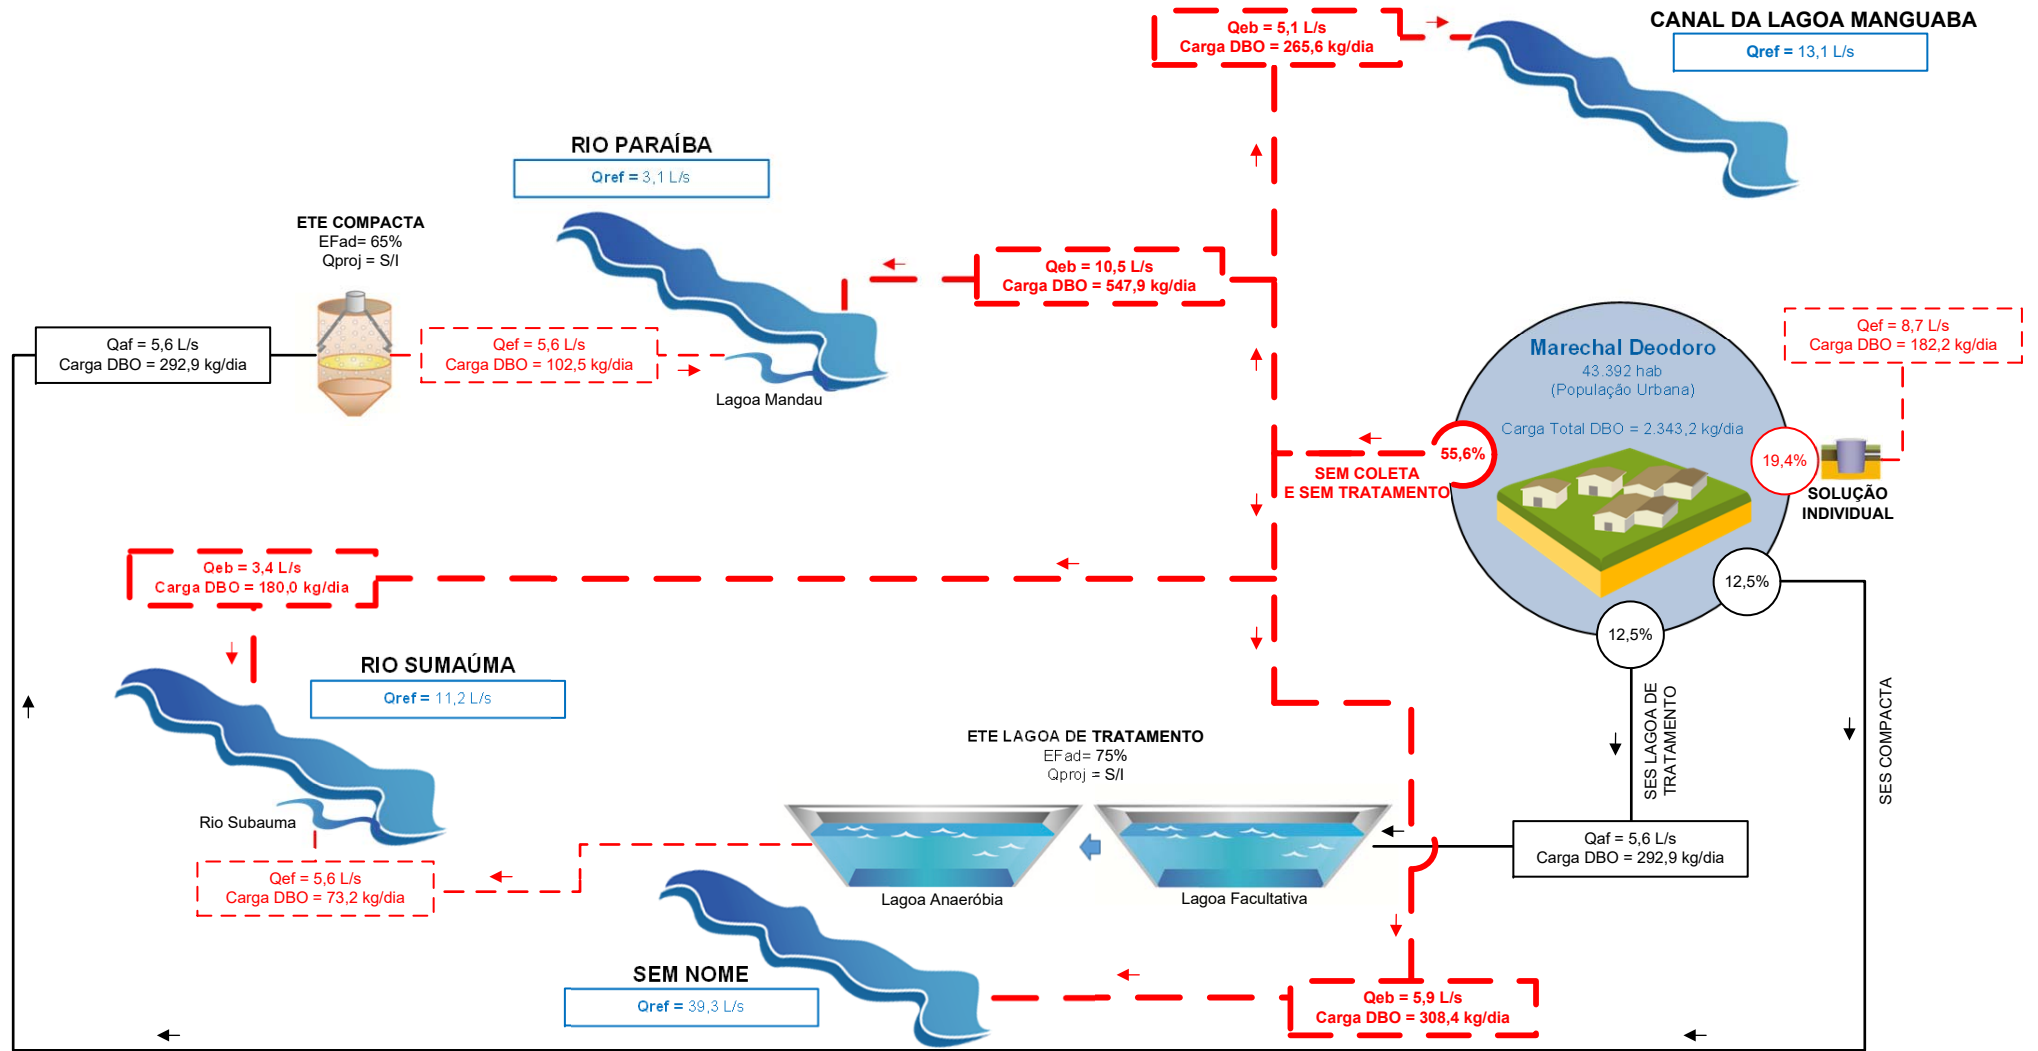 Qeb = 5,1 L/s
Carga DBO = 265,6 kg/dia
CANAL DA LAGOA MANGUABA
Qref = 13,1 L/s
RIO PARAÍBA
Qref = 3,1 L/s
ETE COMPACTA
EFad= 65%
Qproj = S/I
Qeb = 10,5 L/s
Carga DBO = 547,9 kg/dia
Qaf = 5,6 L/s
Carga DBO = 292,9 kg/dia
Qef = 5,6 L/s
Carga DBO = 102,5 kg/dia
Lagoa Mandau
Marechal Deodoro
43.392 hab
(População Urbana)
Carga Total DBO = 2.343,2 kg/dia
Qef = 8,7 L/s
Carga DBO = 182,2 kg/dia
55,6%
SEM COLETA
E SEM TRATAMENTO
19,4%
SOLUÇÃO
INDIVIDUAL
12,5%
12,5%
Qeb = 3,4 L/s
Carga DBO = 180,0 kg/dia
RIO SUMAÚMA
Qref = 11,2 L/s
SES LAGOA DE
TRATAMENTO
SES COMPACTA
ETE LAGOA DE TRATAMENTO
EFad= 75%
Qproj = S/I
Rio Subauma
Qef = 5,6 L/s
Carga DBO = 73,2 kg/dia
Lagoa Anaeróbia
Lagoa Facultativa
Qaf = 5,6 L/s
Carga DBO = 292,9 kg/dia
SEM NOME
Qref = 39,3 L/s
Qeb = 5,9 L/s
Carga DBO = 308,4 kg/dia